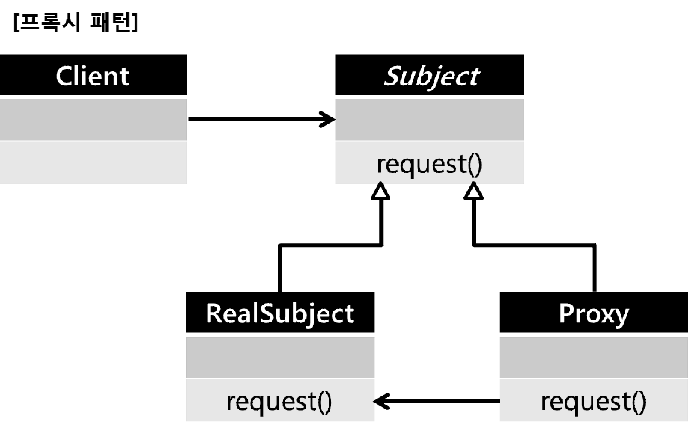 [프록시 패턴]
Client
Subject
request()
RealSubject
Proxy
request()
request()